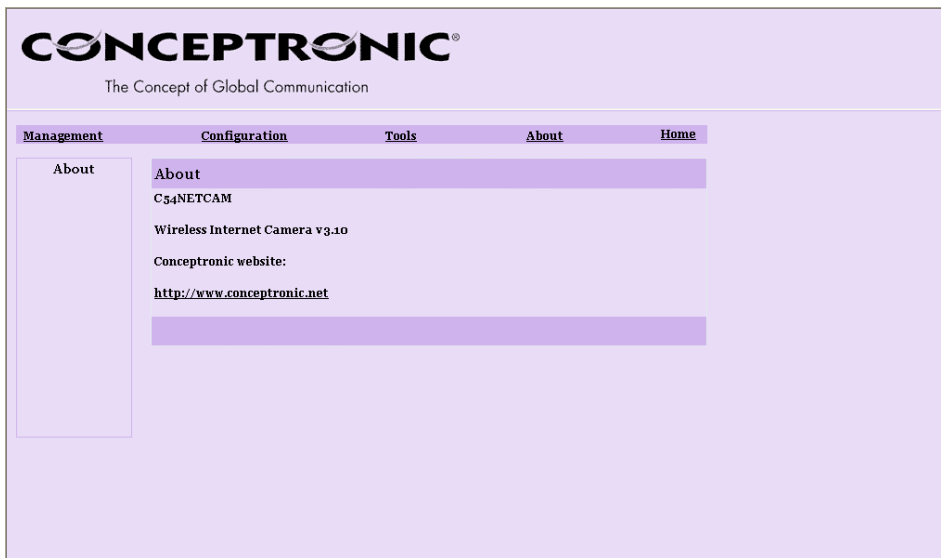 CONCEPTRONIC®
The Concept of Global Communication
Management Configuration Tools About Home
About
About
C54NETCAM
Wireless Internet Camera v3.10
Conceptronic website:
http://www.conceptronic.net